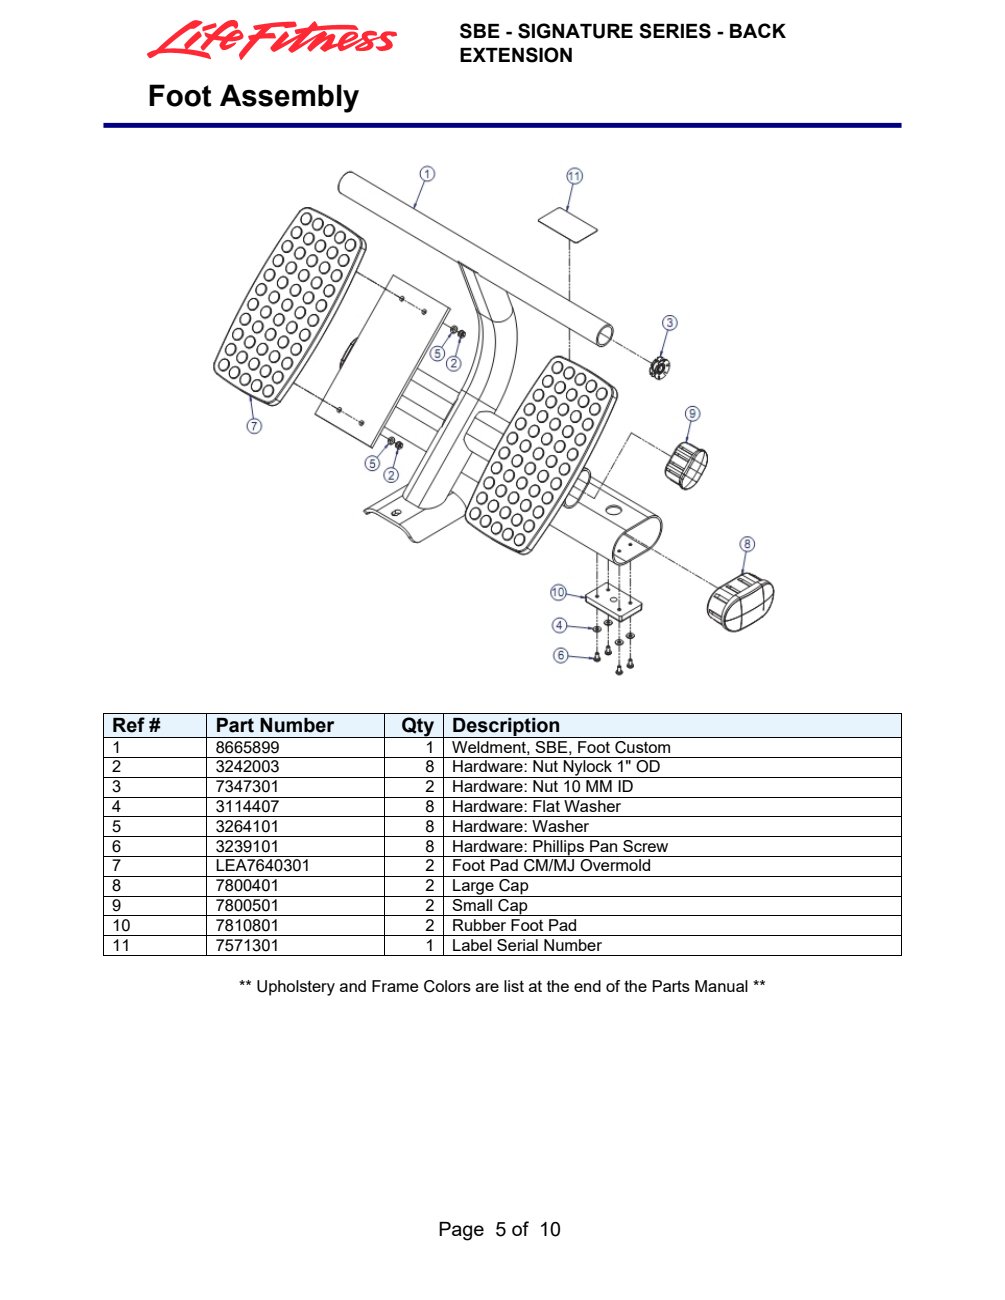 Life Fitness
SBE - SIGNATURE SERIES - BACK
EXTENSION
Foot Assembly
1
11
3
5
2
9
7
5
2
8
10
4
6
Ref # Part Number Qty Description
1 8665899 1 Weldment, SBE, Foot Custom
2 3242003 8 Hardware: Nut Nylock 1" OD
3 7347301 2 Hardware: Nut 10 MM ID
4 3114407 8 Hardware: Flat Washer
5 3264101 8 Hardware: Washer
6 3239101 8 Hardware: Phillips Pan Screw
7 LEA7640301 2 Foot Pad CM/MJ Overmold
8 7800401 2 Large Cap
9 7800501 2 Small Cap
10 7810801 2 Rubber Foot Pad
11 7571301 1 Label Serial Number
** Upholstery and Frame Colors are list at the end of the Parts Manual **
Page 5 of 10